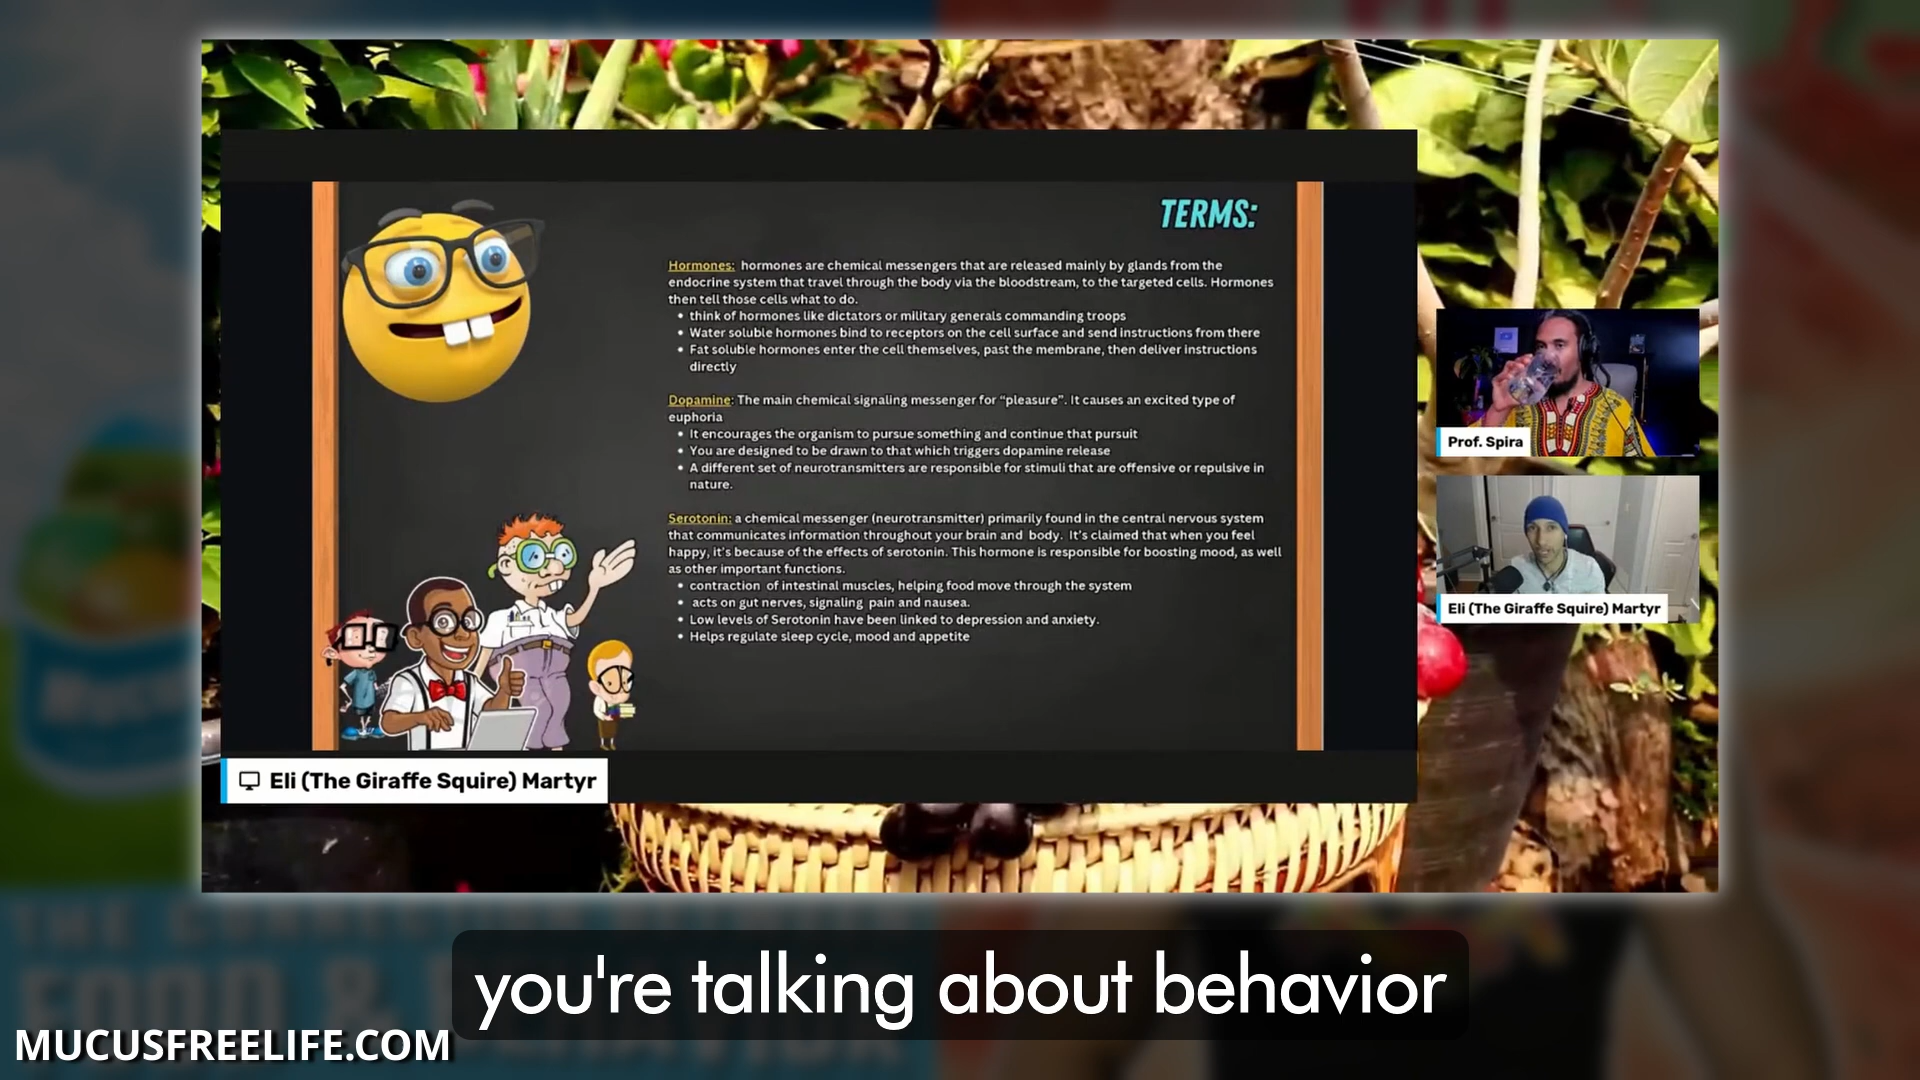 TERMS:
Hormones: hormones are chemical messengers that are released mainly by glands from the
endocrine system that travel through the body via the bloodstream, to the targeted cells. Hormones
then tell those cells what to do.
• think of hormones like dictators or military generals commanding troops
• Water soluble hormones bind to receptors on the cell surface and send instructions from there
• Fat soluble hormones enter the cell themselves, past the membrane, then deliver instructions
directly
Dopamine: The main chemical signaling messenger for “pleasure”. It causes an excited type of
euphoria
• It encourages the organism to pursue something and continue that pursuit
• You are designed to be drawn to that which triggers dopamine release
• A different set of neurotransmitters are responsible for stimuli that are offensive or repulsive in
nature.
Serotonin: a chemical messenger (neurotransmitter) primarily found in the central nervous system
that communicates information throughout your brain and body. It’s claimed that when you feel
happy, it’s because of the effects of serotonin. This hormone is responsible for boosting mood, as well
as other important functions.
• contraction of intestinal muscles, helping food move through the system
• acts on gut nerves, signaling pain and nausea.
• Low levels of Serotonin have been linked to depression and anxiety.
• Helps regulate sleep cycle, mood and appetite
Prof. Spira
Eli (The Giraffe Squire) Martyr
Eli (The Giraffe Squire) Martyr
you're talking about behavior
MUCUSFREELIFE.COM